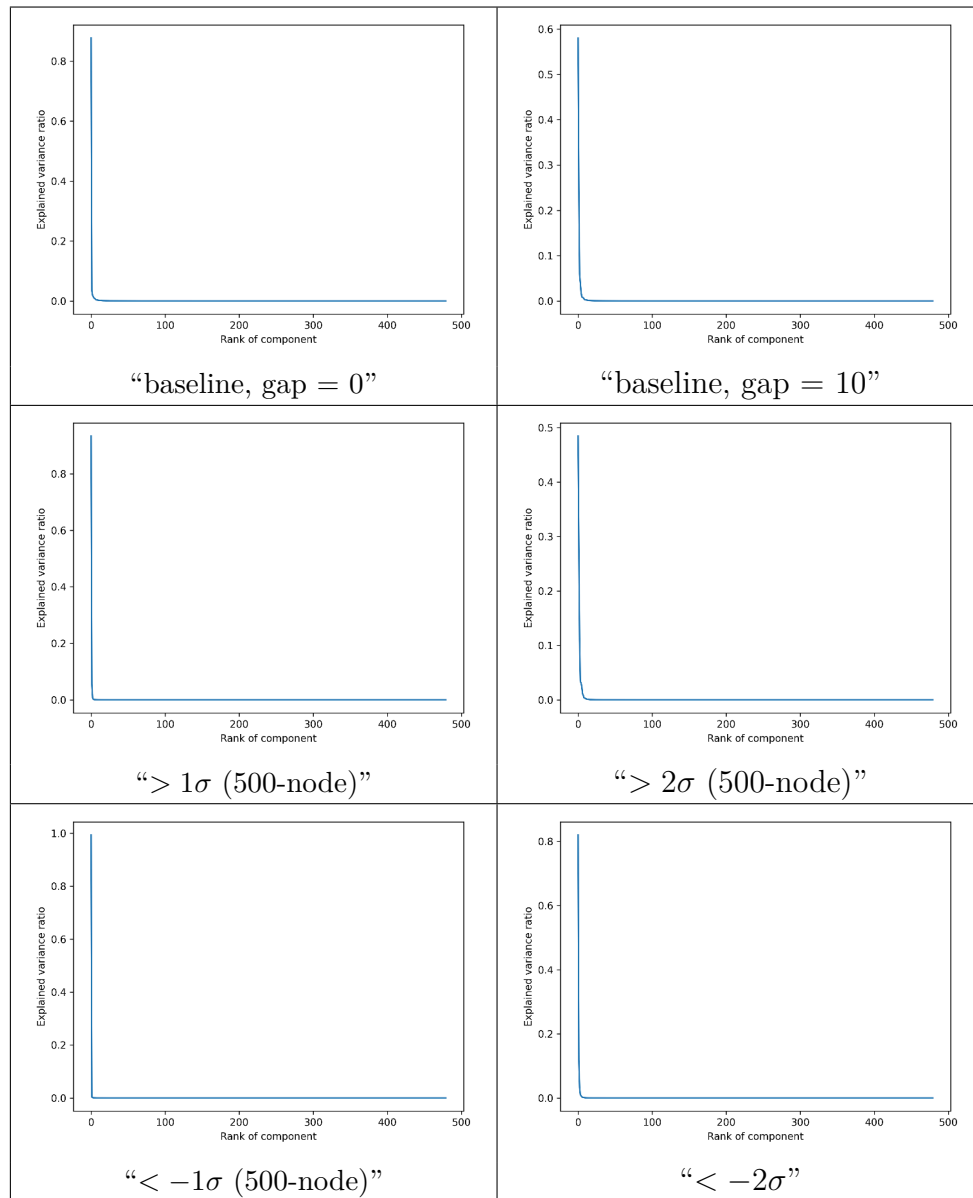 0.8
0.6
0.4
0.2
0.0
Explained variance ratio
0 100 200 300 400 500
Rank of component
“baseline, gap = 0”
0.6
0.5
0.4
0.3
0.2
0.1
0.0
Explained variance ratio
0 100 200 300 400 500
Rank of component
“baseline, gap = 10”
0.8
0.6
0.4
0.2
0.0
Explained variance ratio
0 100 200 300 400 500
Rank of component
“> 1σ (500-node)”
0.5
0.4
0.3
0.2
0.1
0.0
Explained variance ratio
0 100 200 300 400 500
Rank of component
“> 2σ (500-node)”
1.0
0.8
0.6
0.4
0.2
0.0
Explained variance ratio
0 100 200 300 400 500
Rank of component
“< −1σ (500-node)”
0.8
0.6
0.4
0.2
0.0
Explained variance ratio
0 100 200 300 400 500
Rank of component
“< −2σ”